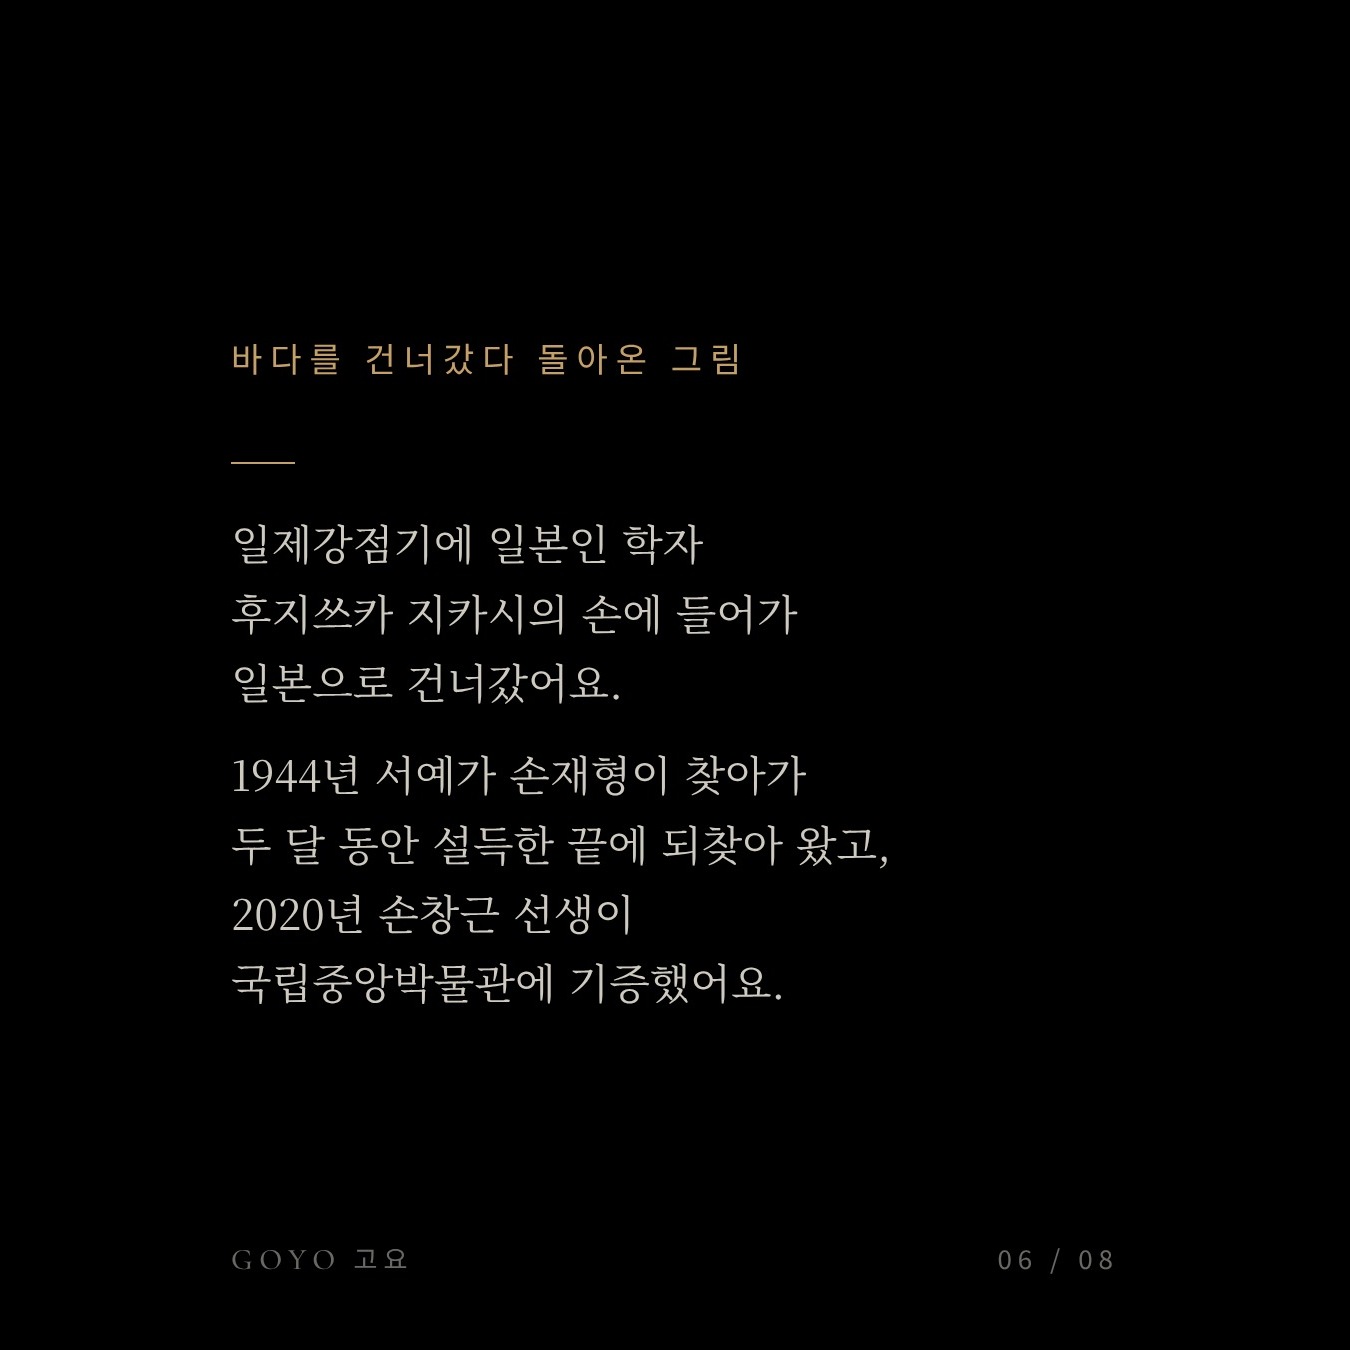 바다를 건너갔다 돌아온 그림
일제강점기에 일본인 학자
후지쓰카 지카시의 손에 들어가
일본으로 건너갔어요.
1944년 서예가 손재형이 찾아가
두 달 동안 설득한 끝에 되찾아 왔고,
2020년 손창근 선생이
국립중앙박물관에 기증했어요.
GOYO 고요
06 / 08